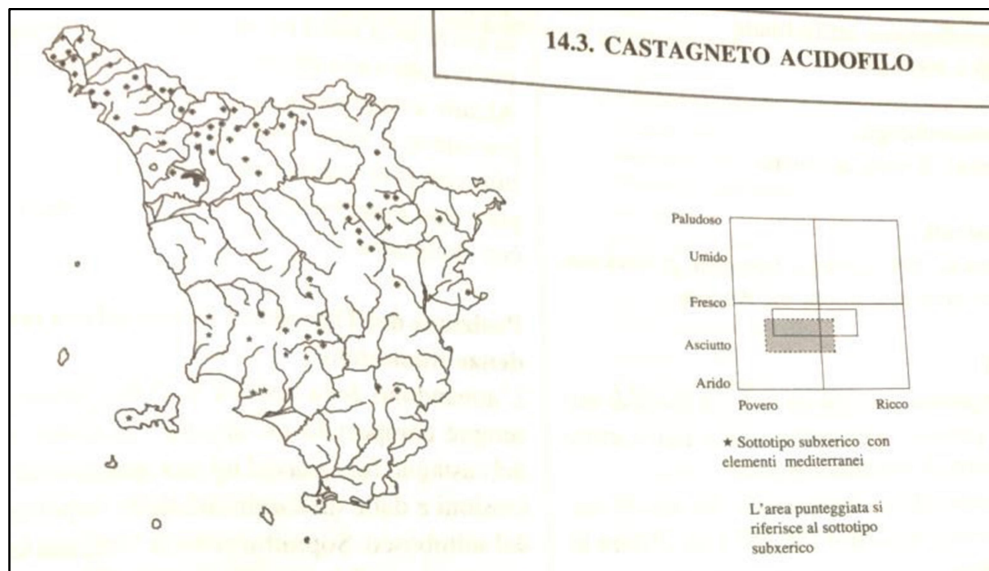 14.3. CASTAGNETO ACIDOFILO
Paludoso
Umido
Fresco
Asciutto
Arido
Povero Ricco
★ Sottotipo subxerico con
elementi mediterranei
L'area punteggiata si
riferisce al sottotipo
subxerico